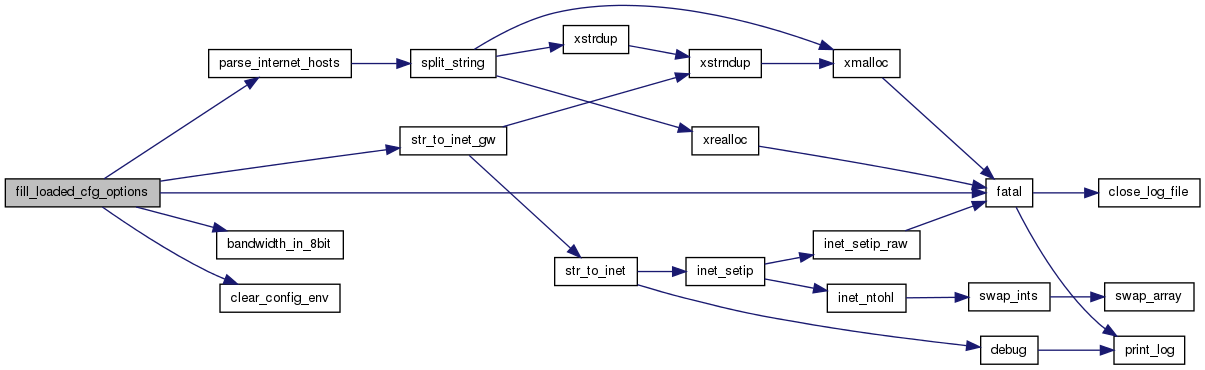 xstrdup
parse_internet_hosts
split_string
xstrndup
xmalloc
str_to_inet_gw
xrealloc
fill_loaded_cfg_options
fatal
close_log_file
bandwidth_in_8bit
inet_setip_raw
str_to_inet
inet_setip
clear_config_env
inet_ntohl
swap_ints
swap_array
debug
print_log